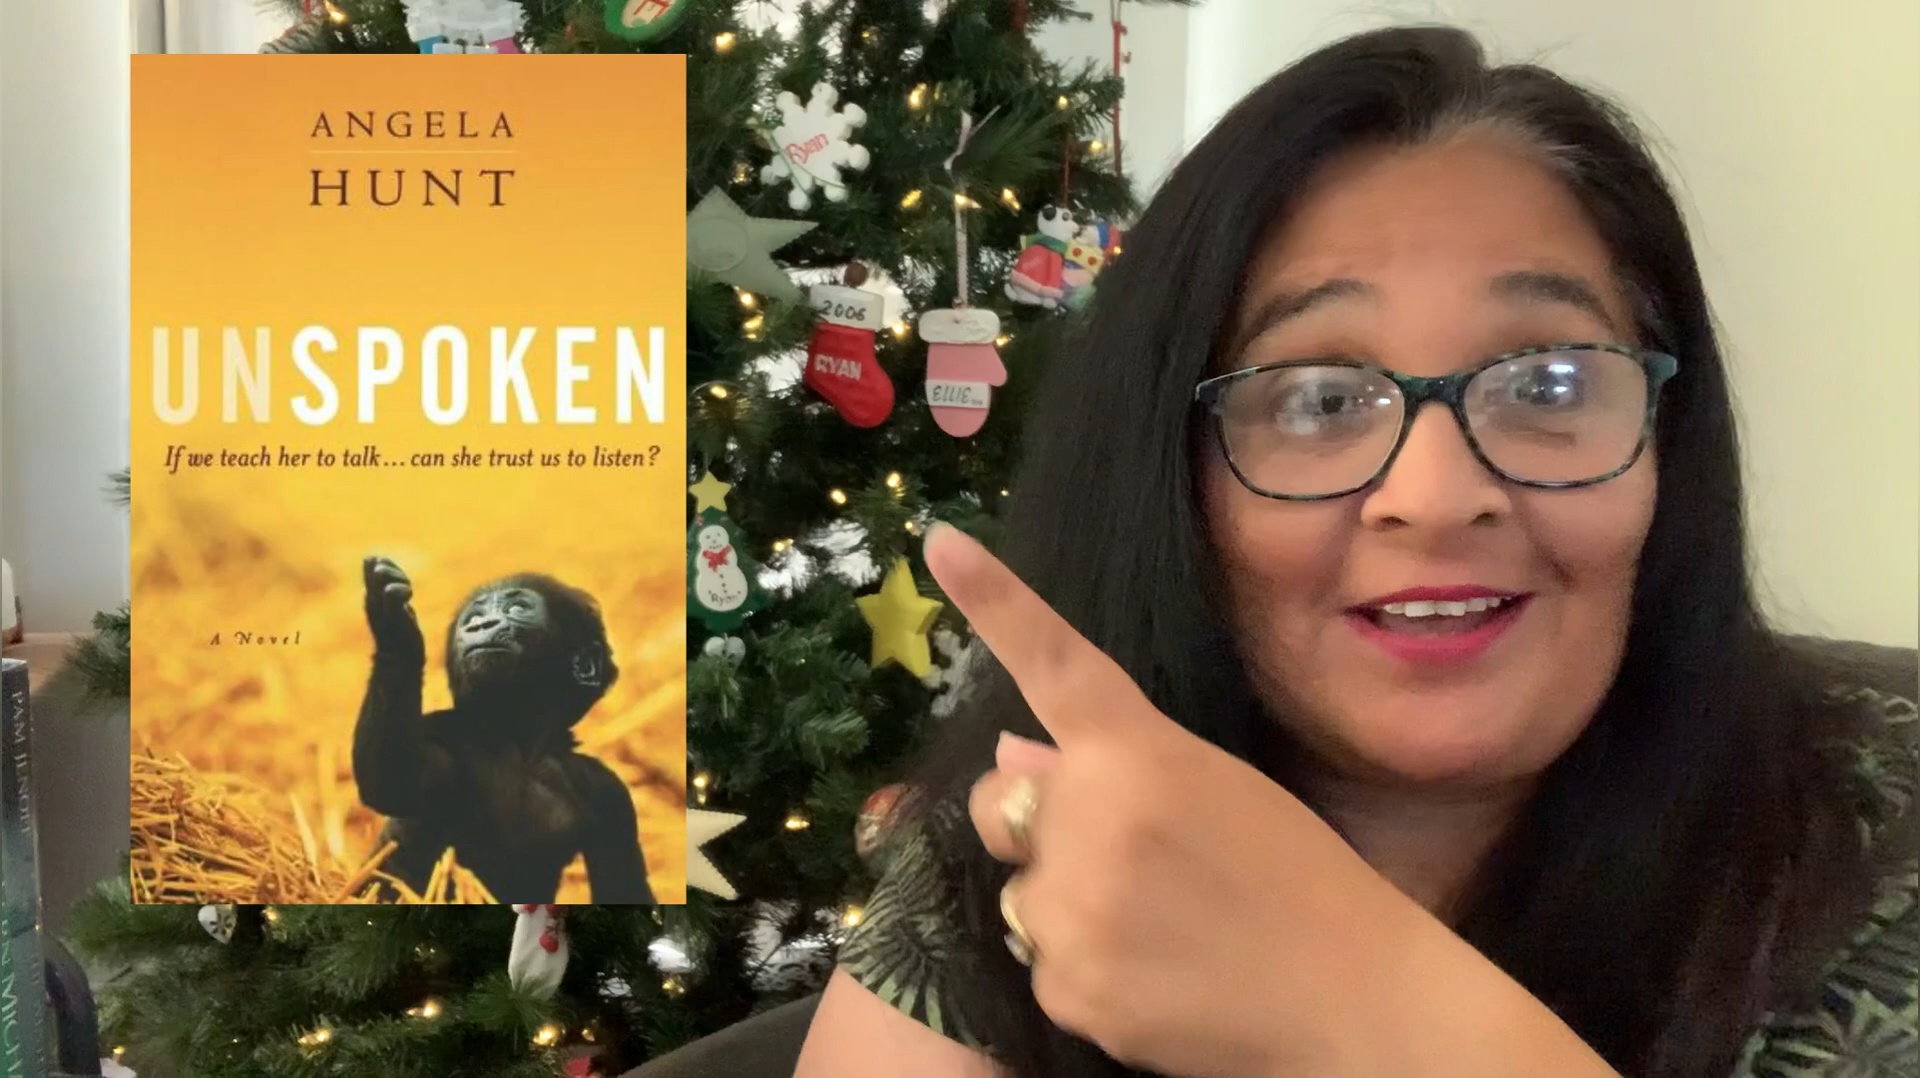 ANGELA
HUNT
UNSPOKEN
If we teach her to talk... can she trust us to listen?
A Novel
Ryan
2006
RYAN
ELLIE
"Ryan"
PAM JENOFF